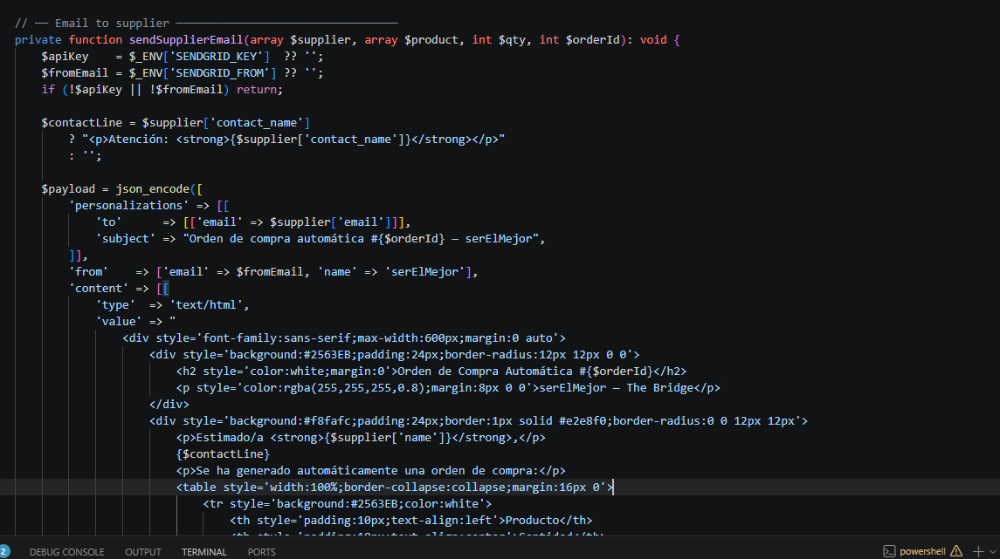 // — Email to supplier ————————————————
private function sendSupplierEmail(array $supplier, array $product, int $qty, int $orderId): void {
$apiKey    = $_ENV['SENDGRID_KEY']  ?? '';
$fromEmail = $_ENV['SENDGRID_FROM'] ?? '';
if (!$apiKey || !$fromEmail) return;
$contactLine = $supplier['contact_name']
? "<p>Atención: <strong>{$supplier['contact_name']}</strong></p>"
: '';
$payload = json_encode([
'personalizations' => [[
'to'      => [['email' => $supplier['email']]],
'subject' => "Orden de compra automática #{$orderId} — serElMejor",
]],
'from'    => ['email' => $fromEmail, 'name' => 'serElMejor'],
'content' => [[
'type'  => 'text/html',
'value' => "
<div style='font-family:sans-serif;max-width:600px;margin:0 auto'>
<div style='background:#2563EB;padding:24px;border-radius:12px 12px 0 0'>
<h2 style='color:white;margin:0'>Orden de Compra Automática #{$orderId}</h2>
<p style='color:rgba(255,255,255,0.8);margin:8px 0 0'>serElMejor — The Bridge</p>
</div>
<div style='background:#f8fafc;padding:24px;border:1px solid #e2e8f0;border-radius:0 0 12px 12px'>
<p>Estimado/a <strong>{$supplier['name']}</strong>,</p>
{$contactLine}
<p>Se ha generado automáticamente una orden de compra:</p>
<table style='width:100%;border-collapse:collapse;margin:16px 0'>
<tr style='background:#2563EB;color:white'>
<th style='padding:10px;text-align:left'>Producto</th>
<th style='padding:10px;text-align:center'>Cantidad</th>
2 DEBUG CONSOLE OUTPUT TERMINAL PORTS powershell